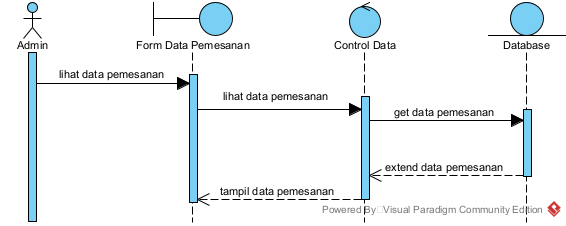 Admin
Form Data Pemesanan
Control Data
Database
lihat data pemesanan
lihat data pemesanan
get data pemesanan
extend data pemesanan
tampil data pemesanan
Powered By Visual Paradigm Community Edition